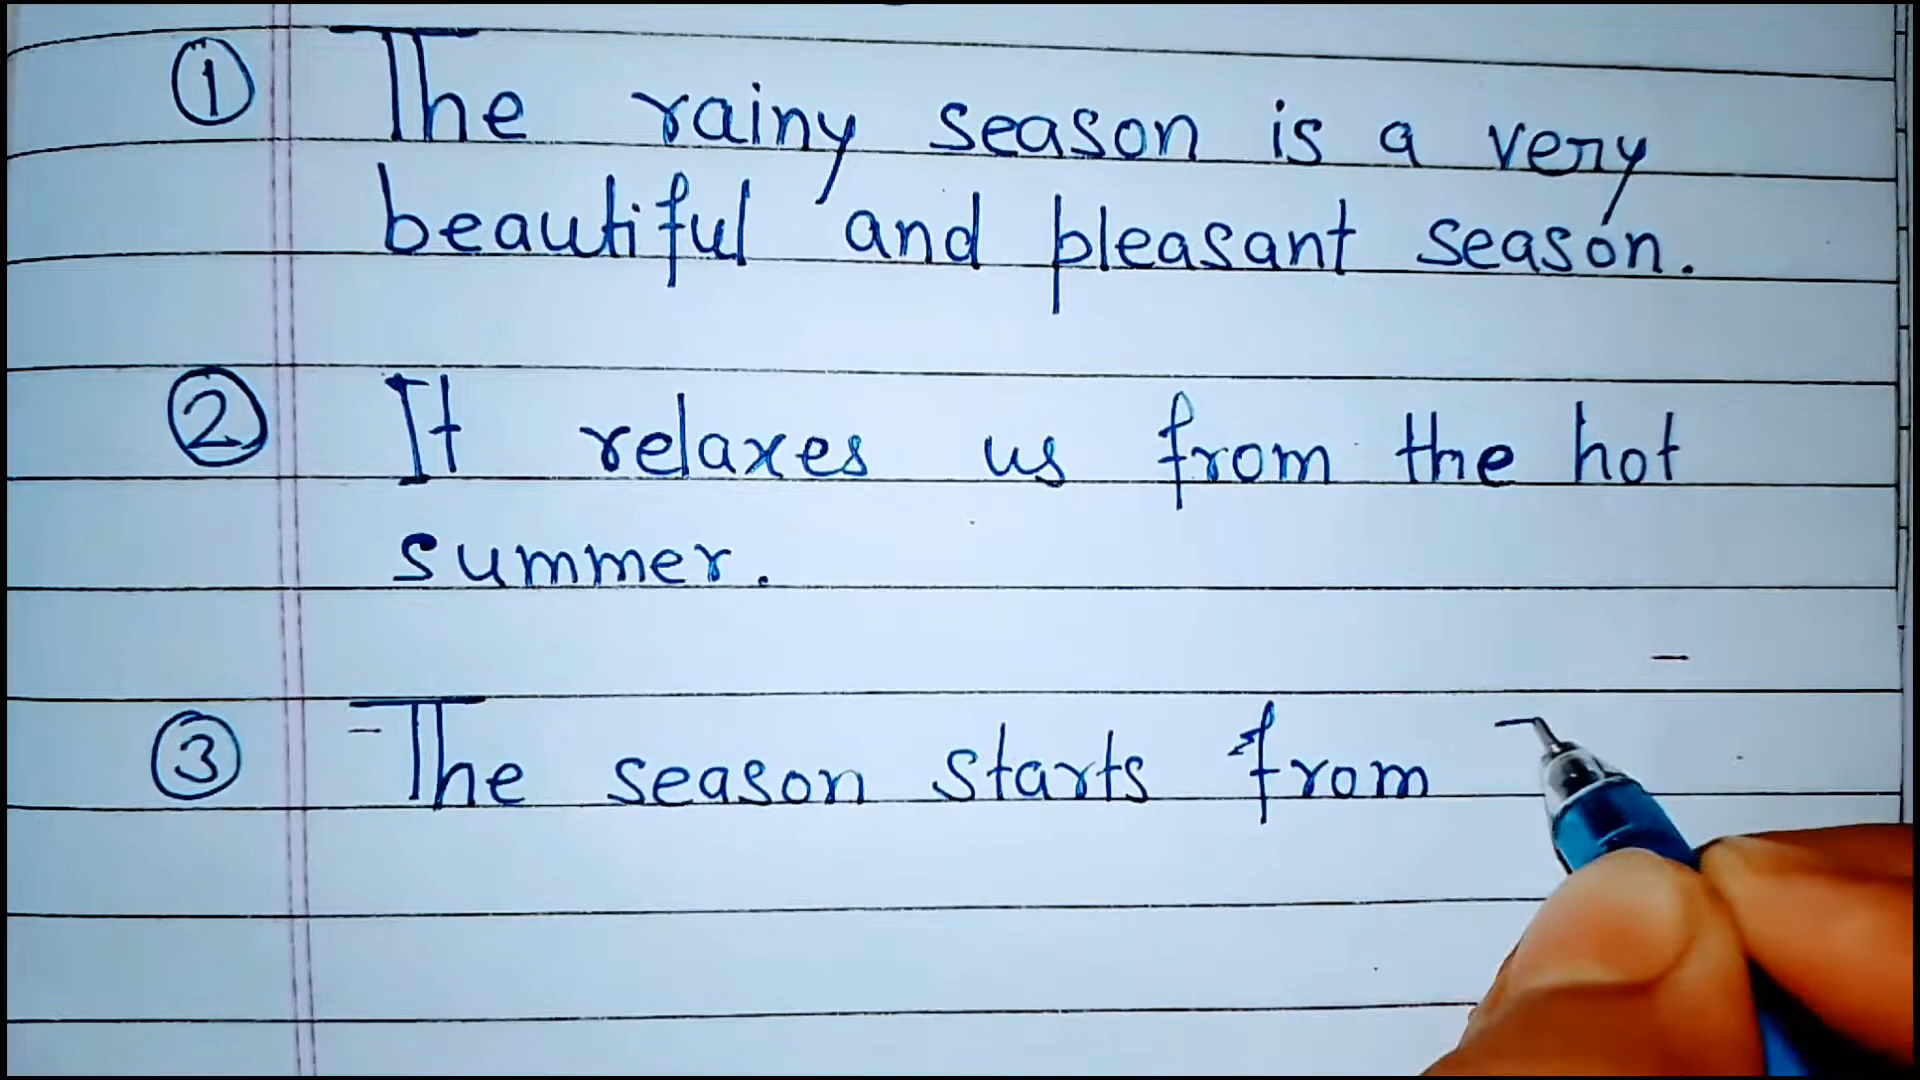 ① The rainy season is a very
beautiful and pleasant season.
② It relaxes us from the hot
summer.
③ The season starts from